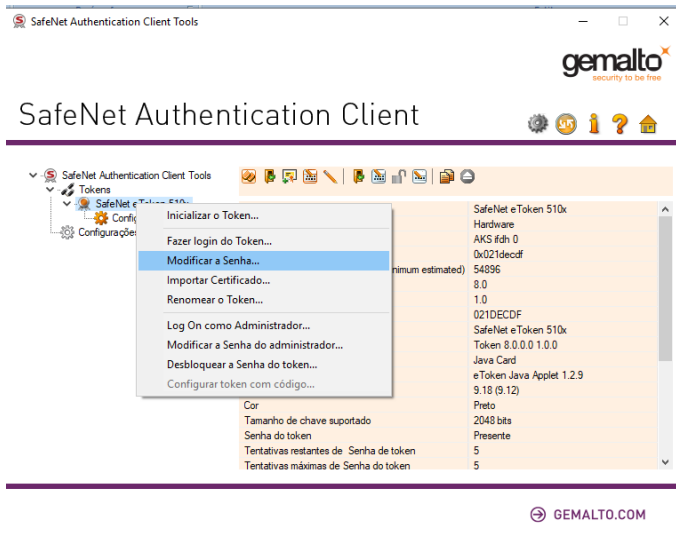 SafeNet Authentication Client Tools
gemalto
security to be free
SafeNet Authentication Client
SafeNet Authentication Client Tools
Tokens
SafeNet eToken 510x
Configurações
Inicializar o Token...
Fazer login do Token...
Modificar a Senha...
Importar Certificado...
Renomear o Token...
Log On como Administrador...
Modificar a Senha do administrador...
Desbloquear a Senha do token...
Configurar token com código...
SafeNet eToken 510x
Hardware
AKS ifdh 0
0x021decdf
nimum estimated) 54896
8.0
1.0
021DECDF
SafeNet eToken 510x
Token 8.0.0.0 1.0.0
Java Card
eToken Java Applet 1.2.9
9.18 (9.12)
Cor Preto
Tamanho de chave suportado 2048 bits
Senha do token Presente
Tentativas restantes de Senha de token 5
Tentativas máximas de Senha do token 5
GEMALTO.COM